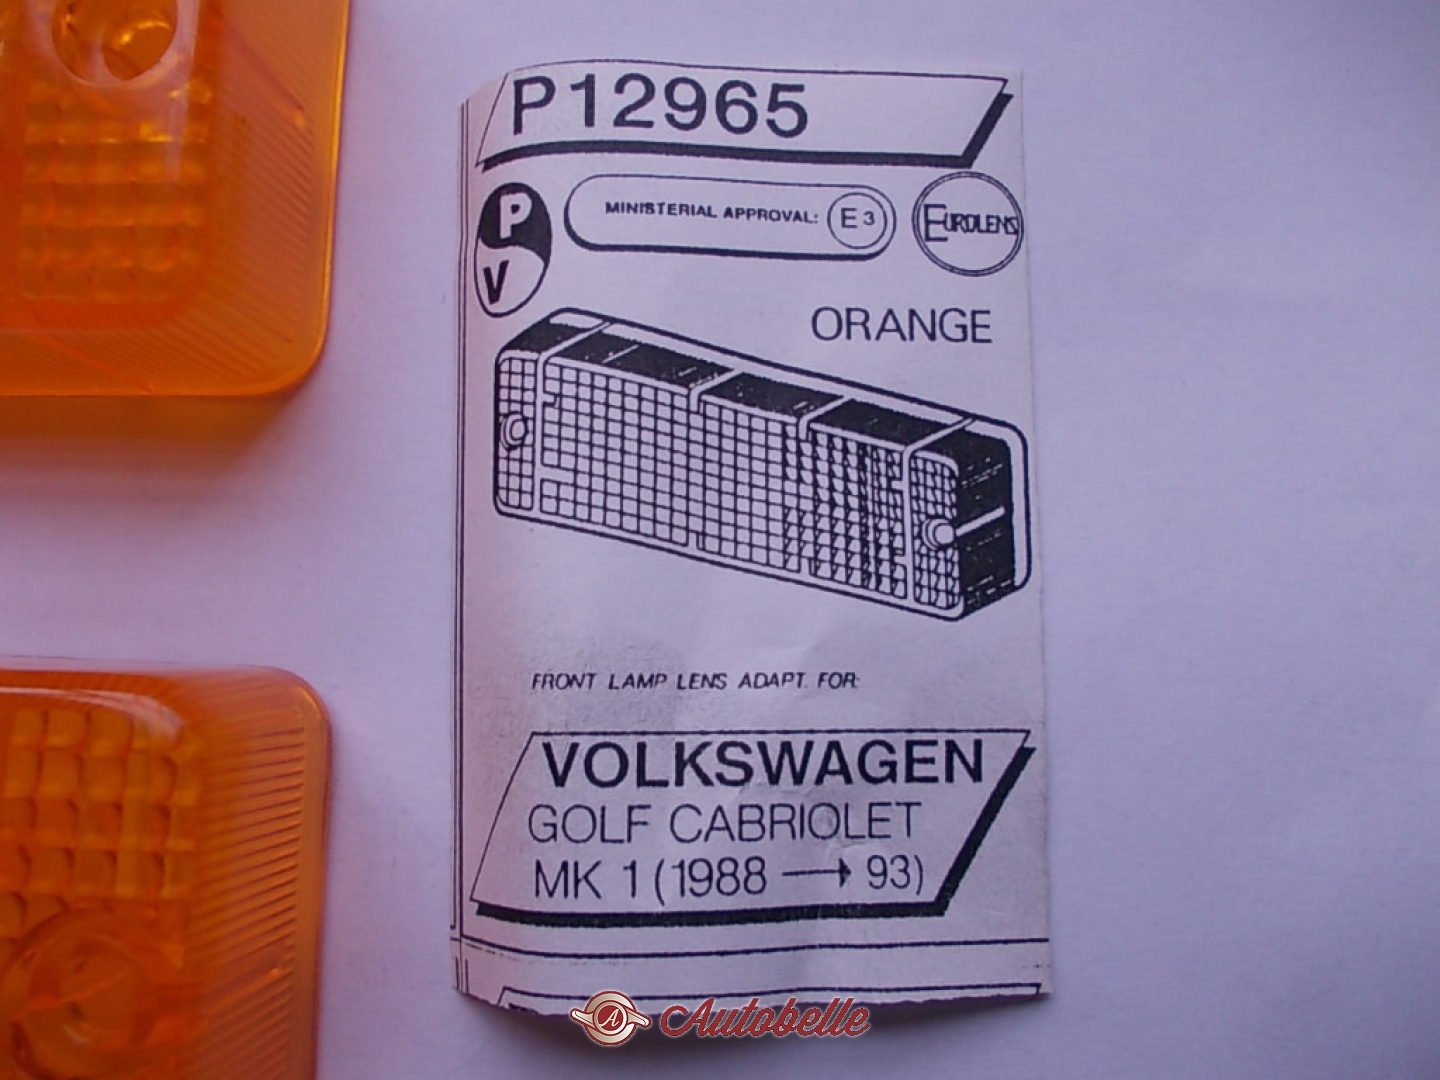 P12965
P
V
MINISTERIAL APPROVAL: E3
EUROLENS
ORANGE
FRONT LAMP LENS ADAPT. FOR:
VOLKSWAGEN
GOLF CABRIOLET
MK 1 (1988 → 93)
A
Autobelle